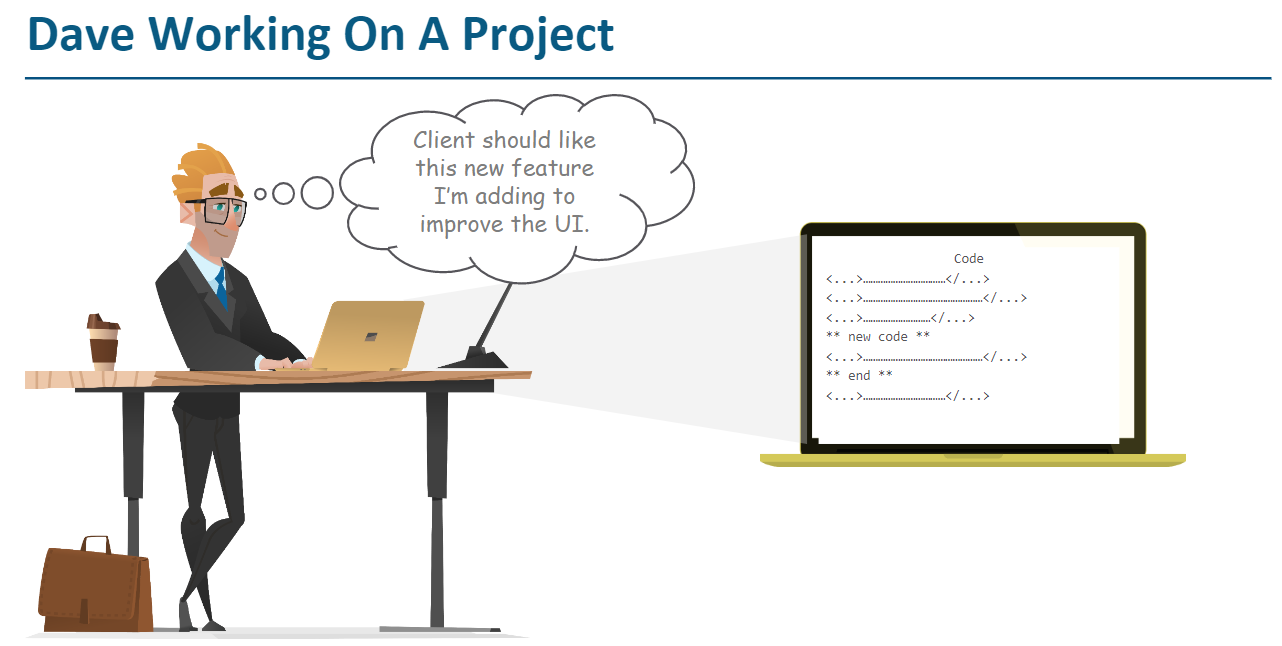 Dave Working On A Project
Client should like
this new feature
I'm adding to
improve the UI.
Code
<...>……………………………</...>
<...>…………………………………………</...>
<...>………………………</...>
** new code **
<...>…………………………………………</...>
** end **
<...>……………………………</...>